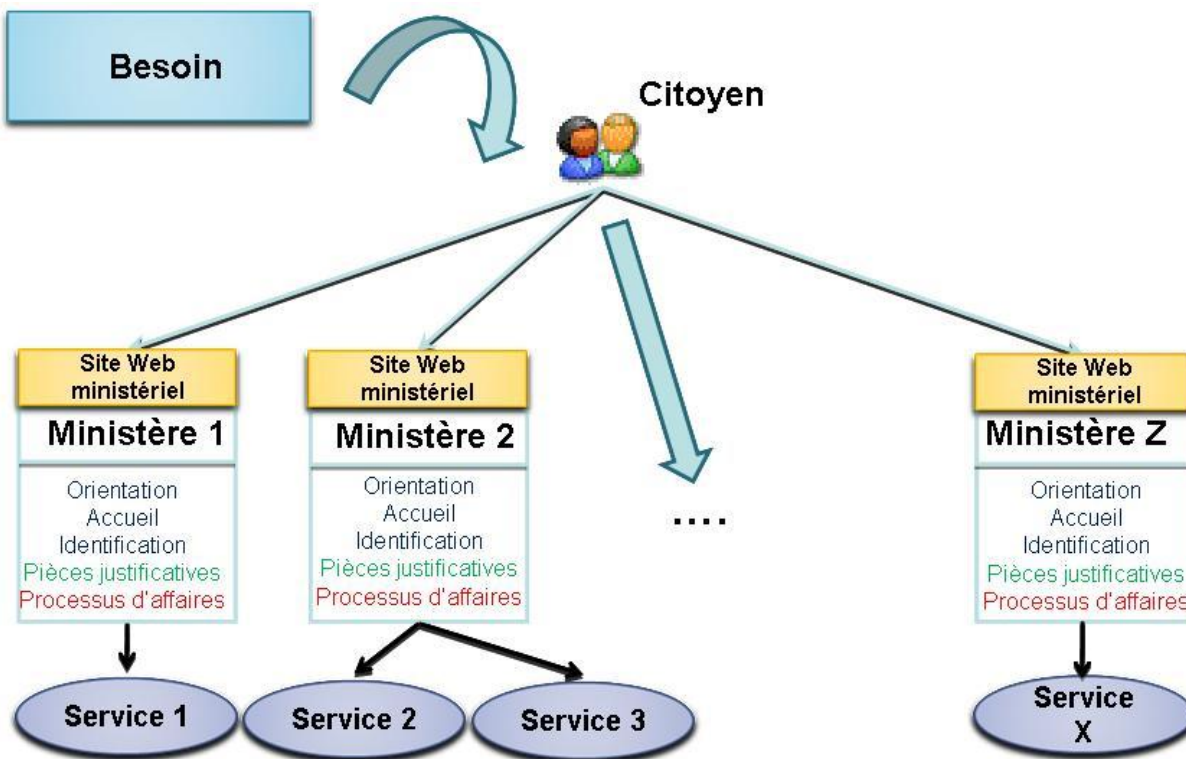 Besoin
Citoyen
Site Web
ministériel
Ministère 1
Orientation
Accueil
Identification
Pièces justificatives
Processus d'affaires
Service 1
Site Web
ministériel
Ministère 2
Orientation
Accueil
Identification
Pièces justificatives
Processus d'affaires
Service 2
Service 3
....
Site Web
ministériel
Ministère Z
Orientation
Accueil
Identification
Pièces justificatives
Processus d'affaires
Service
X